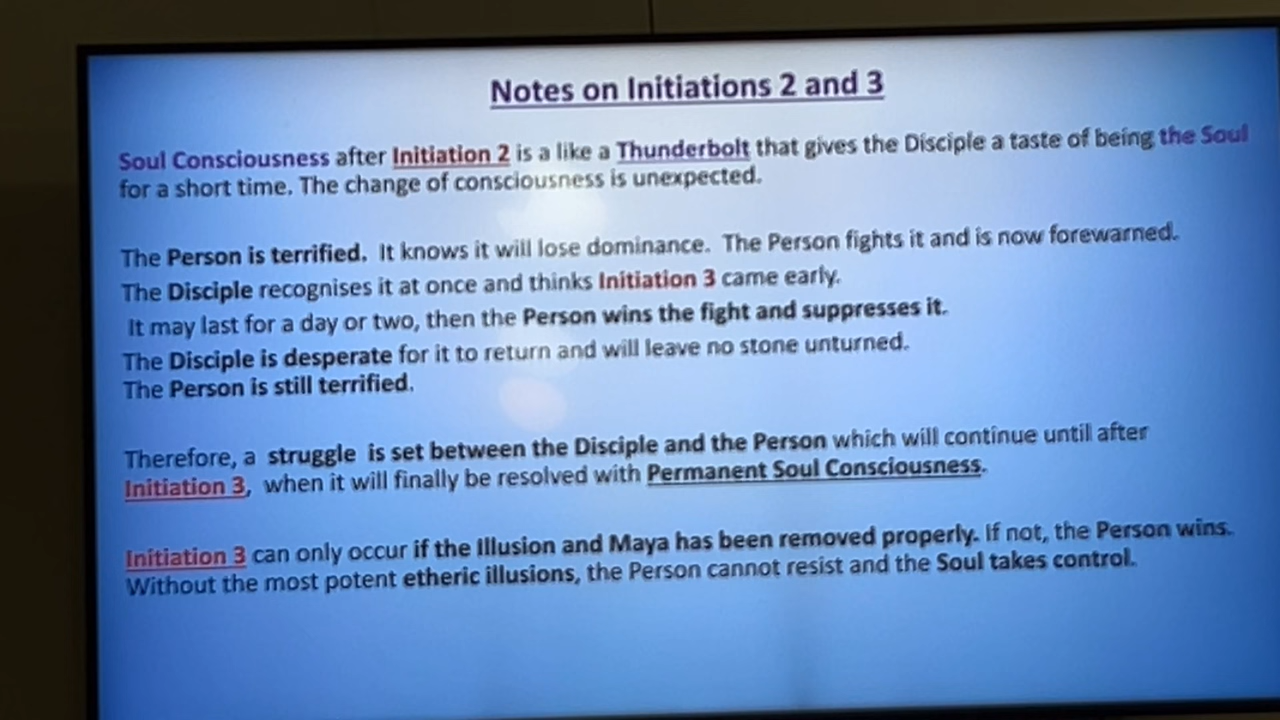 Notes on Initiations 2 and 3
Soul Consciousness after Initiation 2 is a like a Thunderbolt that gives the Disciple a taste of being the Soul
for a short time. The change of consciousness is unexpected.
The Person is terrified. It knows it will lose dominance. The Person fights it and is now forewarned.
The Disciple recognises it at once and thinks Initiation 3 came early.
It may last for a day or two, then the Person wins the fight and suppresses it.
The Disciple is desperate for it to return and will leave no stone unturned.
The Person is still terrified.
Therefore, a struggle is set between the Disciple and the Person which will continue until after
Initiation 3, when it will finally be resolved with Permanent Soul Consciousness.
Initiation 3 can only occur if the Illusion and Maya has been removed properly. If not, the Person wins.
Without the most potent etheric illusions, the Person cannot resist and the Soul takes control.